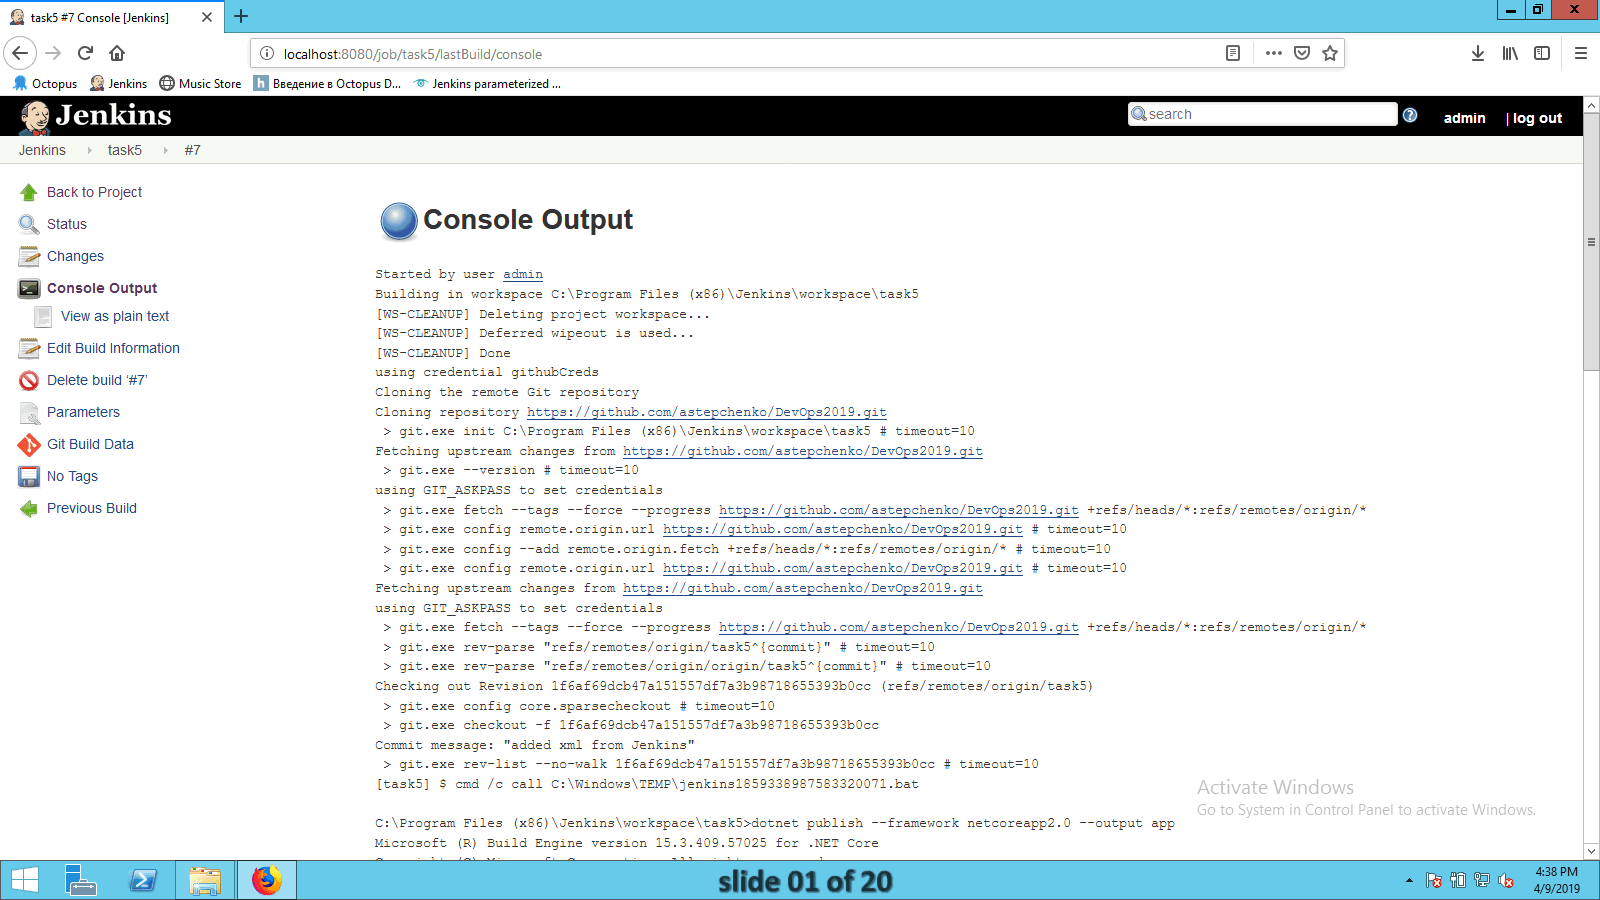 task5 #7 Console [Jenkins]
localhost:8080/job/task5/lastBuild/console
Octopus
Jenkins
Music Store
h
Введение в Octopus D...
Jenkins parameterized ...
Jenkins
search
admin
| log out
Jenkins
task5
#7
Back to Project
Status
Changes
Console Output
View as plain text
Edit Build Information
Delete build ‘#7’
Parameters
Git Build Data
No Tags
Previous Build
Console Output
Started by user admin
Building in workspace C:\Program Files (x86)\Jenkins\workspace\task5
[WS-CLEANUP] Deleting project workspace...
[WS-CLEANUP] Deferred wipeout is used...
[WS-CLEANUP] Done
using credential githubCreds
Cloning the remote Git repository
Cloning repository https://github.com/astepchenko/DevOps2019.git
> git.exe init C:\Program Files (x86)\Jenkins\workspace\task5 # timeout=10
Fetching upstream changes from https://github.com/astepchenko/DevOps2019.git
> git.exe --version # timeout=10
using GIT_ASKPASS to set credentials
> git.exe fetch --tags --force --progress https://github.com/astepchenko/DevOps2019.git +refs/heads/*:refs/remotes/origin/*
> git.exe config remote.origin.url https://github.com/astepchenko/DevOps2019.git # timeout=10
> git.exe config --add remote.origin.fetch +refs/heads/*:refs/remotes/origin/* # timeout=10
> git.exe config remote.origin.url https://github.com/astepchenko/DevOps2019.git # timeout=10
Fetching upstream changes from https://github.com/astepchenko/DevOps2019.git
using GIT_ASKPASS to set credentials
> git.exe fetch --tags --force --progress https://github.com/astepchenko/DevOps2019.git +refs/heads/*:refs/remotes/origin/*
> git.exe rev-parse "refs/remotes/origin/task5^{commit}" # timeout=10
> git.exe rev-parse "refs/remotes/origin/origin/task5^{commit}" # timeout=10
Checking out Revision 1f6af69dcb47a151557df7a3b98718655393b0cc (refs/remotes/origin/task5)
> git.exe config core.sparsecheckout # timeout=10
> git.exe checkout -f 1f6af69dcb47a151557df7a3b98718655393b0cc
Commit message: "added xml from Jenkins"
> git.exe rev-list --no-walk 1f6af69dcb47a151557df7a3b98718655393b0cc # timeout=10
[task5] $ cmd /c call C:\Windows\TEMP\jenkins1859338987583320071.bat
C:\Program Files (x86)\Jenkins\workspace\task5>dotnet publish --framework netcoreapp2.0 --output app
Microsoft (R) Build Engine version 15.3.409.57025 for .NET Core
Activate Windows
Go to System in Control Panel to activate Windows.
slide 01 of 20
4:38 PM
4/9/2019